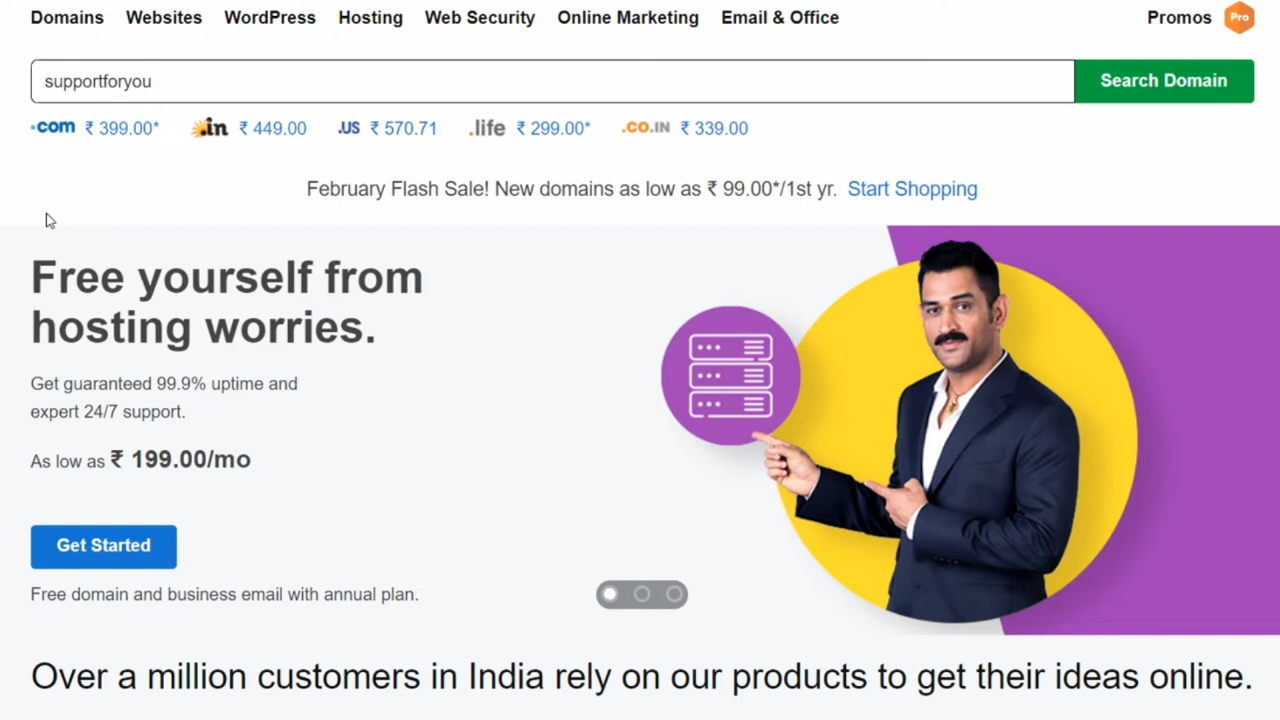 Domains Websites WordPress Hosting Web Security Online Marketing Email & Office Promos Pro
supportforyou Search Domain
.com ₹ 399.00* .in ₹ 449.00 .US ₹ 570.71 .life ₹ 299.00* .CO.IN ₹ 339.00
February Flash Sale! New domains as low as ₹ 99.00*/1st yr. Start Shopping
Free yourself from
hosting worries.
Get guaranteed 99.9% uptime and
expert 24/7 support.
As low as ₹ 199.00/mo
Get Started
Free domain and business email with annual plan.
Over a million customers in India rely on our products to get their ideas online.